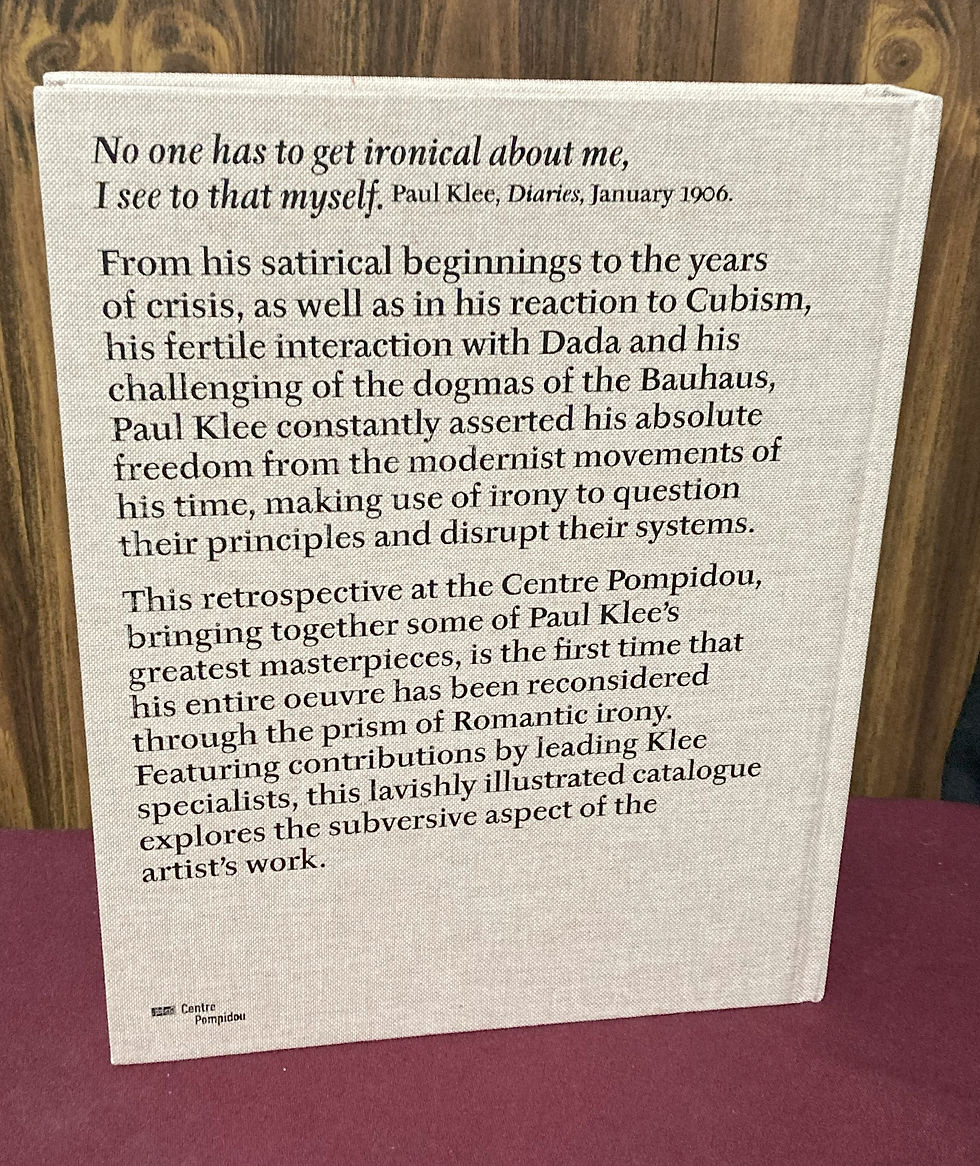 No one has to get ironical about me,
I see to that myself. Paul Klee, Diaries, January 1906.
From his satirical beginnings to the years
of crisis, as well as in his reaction to Cubism,
his fertile interaction with Dada and his
challenging of the dogmas of the Bauhaus,
Paul Klee constantly asserted his absolute
freedom from the modernist movements of
his time, making use of irony to question
their principles and disrupt their systems.
This retrospective at the Centre Pompidou,
bringing together some of Paul Klee’s
greatest masterpieces, is the first time that
his entire oeuvre has been reconsidered
through the prism of Romantic irony.
Featuring contributions by leading Klee
specialists, this lavishly illustrated catalogue
explores the subversive aspect of the
artist’s work.
Centre
Pompidou